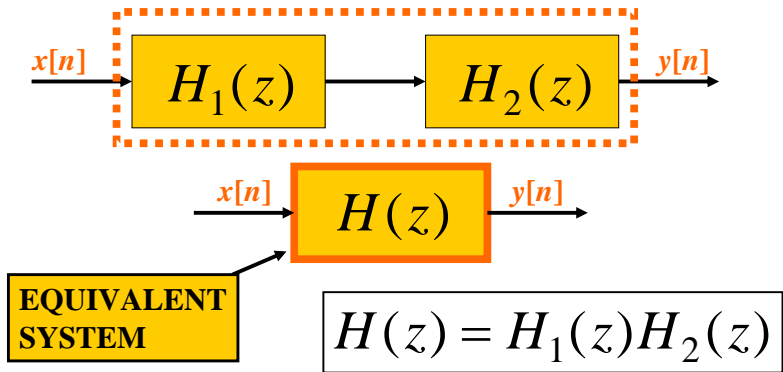 x[n] H₁(z) H₂(z) y[n]
x[n] H(z) y[n]
EQUIVALENT
SYSTEM
H(z) = H₁(z)H₂(z)